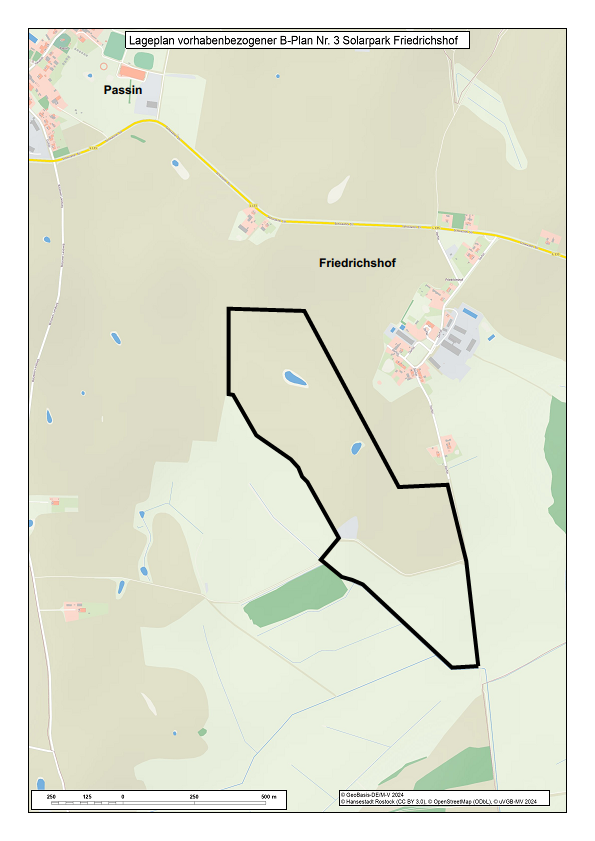 Lageplan vorhabenbezogener B-Plan Nr. 3 Solarpark Friedrichshof
Passin
Friedrichshof
250 125 0 250 500 m
© GeoBasis-DE/M-V 2024
© Hansestadt Rostock (CC BY 3.0), © OpenStreetMap (ODbL), © uVGB-MV 2024